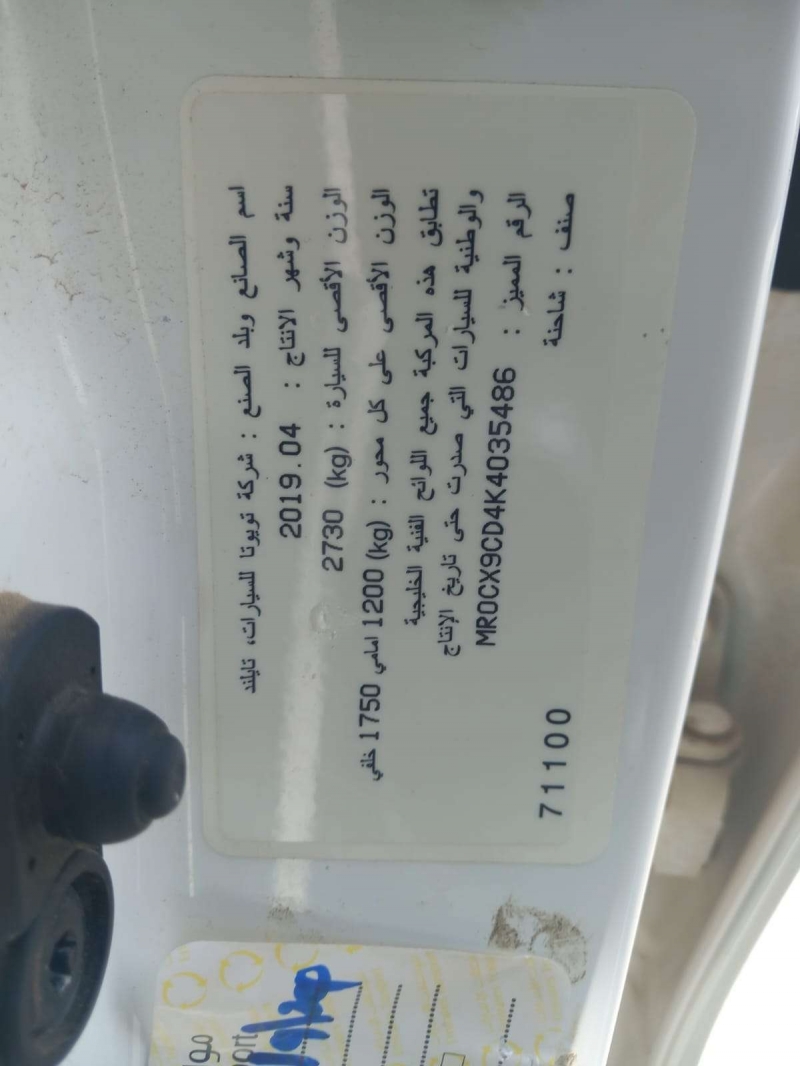 اسم الصانع وبلد الصنع : شركة تويوتا للسيارات، تايلند
سنة وشهر الانتاج : 2019.04
الوزن الأقصى للسيارة : (kg) 2730
الوزن الأقصى على كل محور : (kg) 1200 امامي 1750 خلفي
تطابق هذه المركبة جميع اللوائح الفنية الخليجية
والوطنية للسيارات التي صدرت حتى تاريخ الإنتاج
الرقم المميز : MR0CX9CD4K4035486
صنف : شاحنة
71100